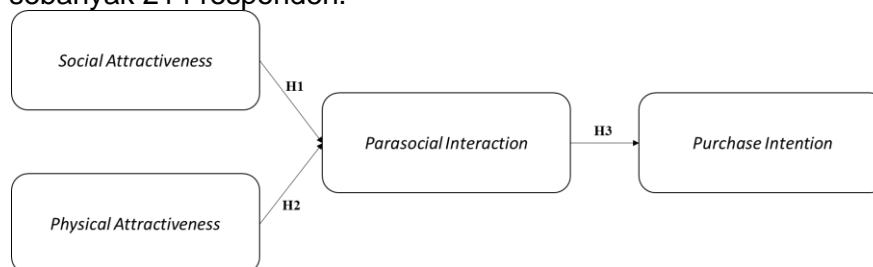 Social Attractiveness
H1
Parasocial Interaction
H3
Purchase Intention
H2
Physical Attractiveness